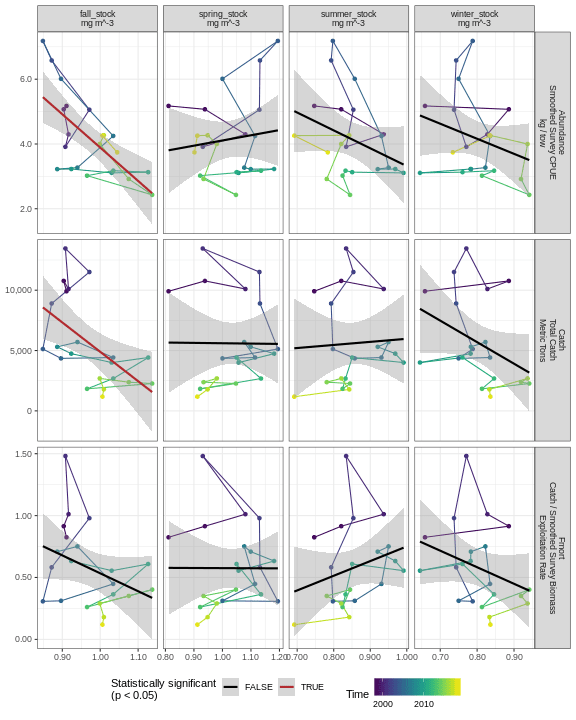 fall_stock
mg m^-3
spring_stock
mg m^-3
summer_stock
mg m^-3
winter_stock
mg m^-3
6.0
4.0
2.0
Abundance
Smoothed Survey CPUE
kg / tow
10,000
5,000
0
Catch
Total Catch
Metric Tons
1.50
1.00
0.50
0.00
Fmort
Catch / Smoothed Survey Biomass
Exploitation Rate
0.90 1.00 0.80 0.90 1.00 1.10 1.20 0.700 0.800 0.900 1.000 0.70 0.80 0.90
Statistically significant
(p < 0.05)
FALSE
TRUE
Time
2000 2010